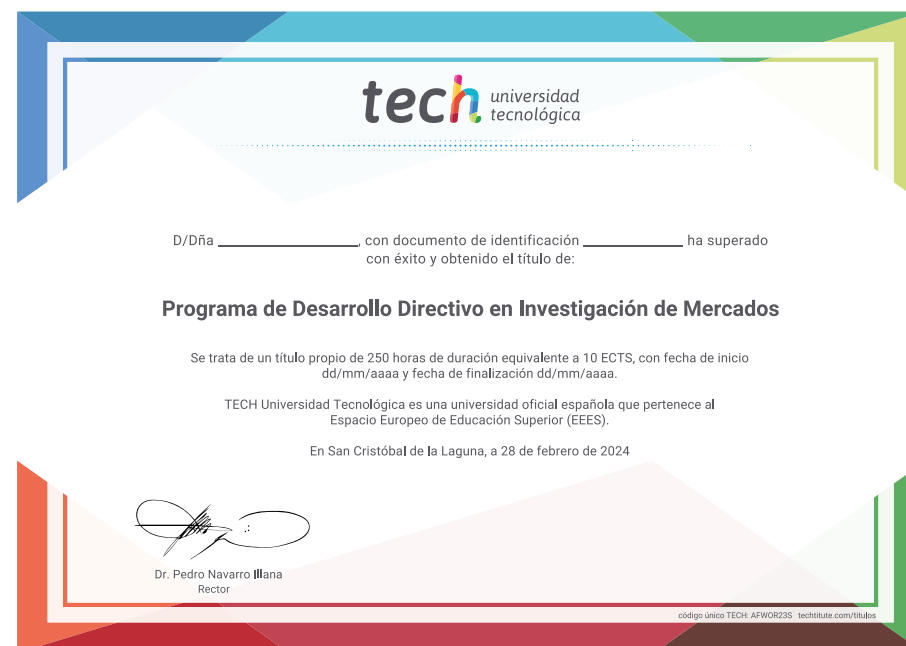 tech universidad
tecnológica
D/Dña ____________________, con documento de identificación ______________ ha superado
con éxito y obtenido el título de:
Programa de Desarrollo Directivo en Investigación de Mercados
Se trata de un título propio de 250 horas de duración equivalente a 10 ECTS, con fecha de inicio
dd/mm/aaaa y fecha de finalización dd/mm/aaaa.
TECH Universidad Tecnológica es una universidad oficial española que pertenece al
Espacio Europeo de Educación Superior (EEES).
En San Cristóbal de la Laguna, a 28 de febrero de 2024
Dr. Pedro Navarro Illana
Rector
código único TECH: AFWOR23S techtitute.com/titulos